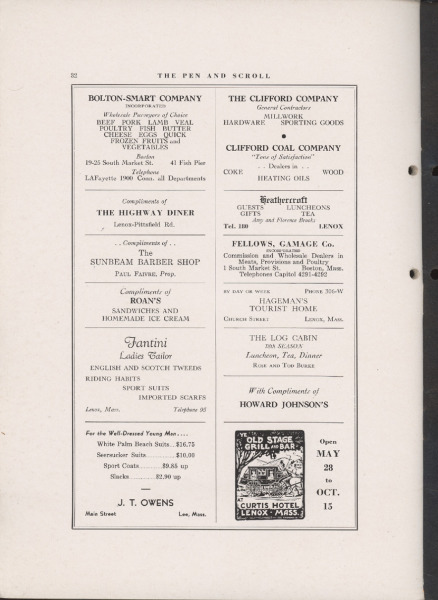 32
THE PEN AND SCROLL
BOLTON-SMART COMPANY
INCORPORATED
Wholesale Purveyors of Choice
BEEF PORK LAMB VEAL
POULTRY FISH BUTTER
CHEESE EGGS QUICK
FROZEN FRUITS and
VEGETABLES
Boston
19-25 South Market St. 41 Fish Pier
Telephone
LAFayette 1900 Conn. all Departments
Compliments of
THE HIGHWAY DINER
Lenox-Pittsfield Rd.
. . Compliments of . .
The
SUNBEAM BARBER SHOP
PAUL FAIVRE, Prop.
Compliments of
ROAN'S
SANDWICHES AND
HOMEMADE ICE CREAM
Fantini
Ladies Tailor
ENGLISH AND SCOTCH TWEEDS
RIDING HABITS
SPORT SUITS
IMPORTED SCARFS
Lenox, Mass. Telephone 95
For the Well-Dressed Young Men . . . .
White Palm Beach Suits...$16.75
Seersucker Suits...........$10.00
Sport Coats........$9.85 up
Slacks..........$2.90 up
J. T. OWENS
Main Street Lee, Mass.
THE CLIFFORD COMPANY
General Contractors
MILLWORK
HARDWARE SPORTING GOODS
CLIFFORD COAL COMPANY
"Tons of Satisfaction"
. . Dealers in . .
COKE WOOD
HEATING OILS
Heathercroft
GUESTS LUNCHEONS
GIFTS TEA
Amy and Florence Brooks
Tel. 180 LENOX
FELLOWS, GAMAGE Co.
INCORPORATED
Commission and Wholesale Dealers in
Meats, Provisions and Poultry
1 South Market St. Boston, Mass.
Telephones Capitol 4291-4292
BY DAY OR WEEK PHONE 306-W
HAGEMAN'S
TOURIST HOME
CHURCH STREET LENOX, MASS.
THE LOG CABIN
SEASON
Luncheon, Tea, Dinner
ROSE AND TOM BURKE
With Compliments of
HOWARD JOHNSON'S
YE
OLD STAGE
GRILL AND BAR
AT
CURTIS HOTEL
LENOX - MASS.
Open
MAY
28
to
OCT.
15